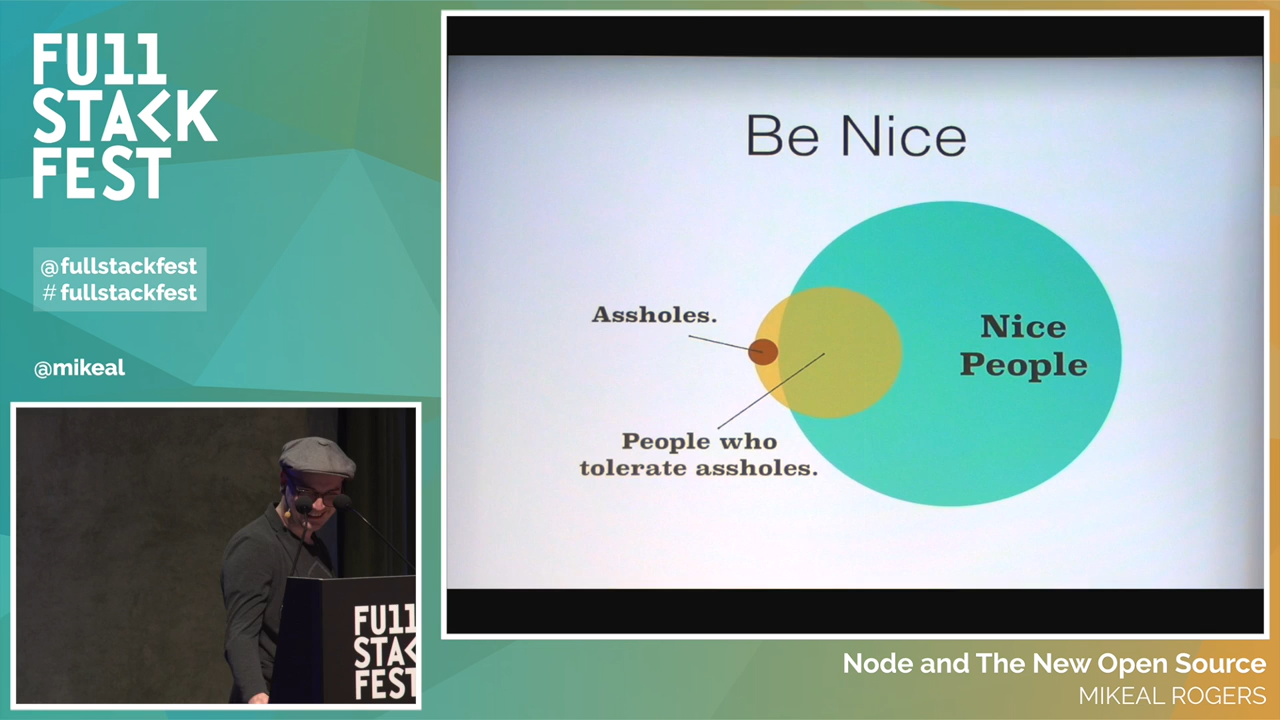 FU11
STACK
FEST
@fullstackfest
# fullstackfest
@mikeal
Be Nice
Assholes.
Nice
People
People who
tolerate assholes.
FU11
STAC
FEST
Node and The New Open Source
MIKEAL ROGERS